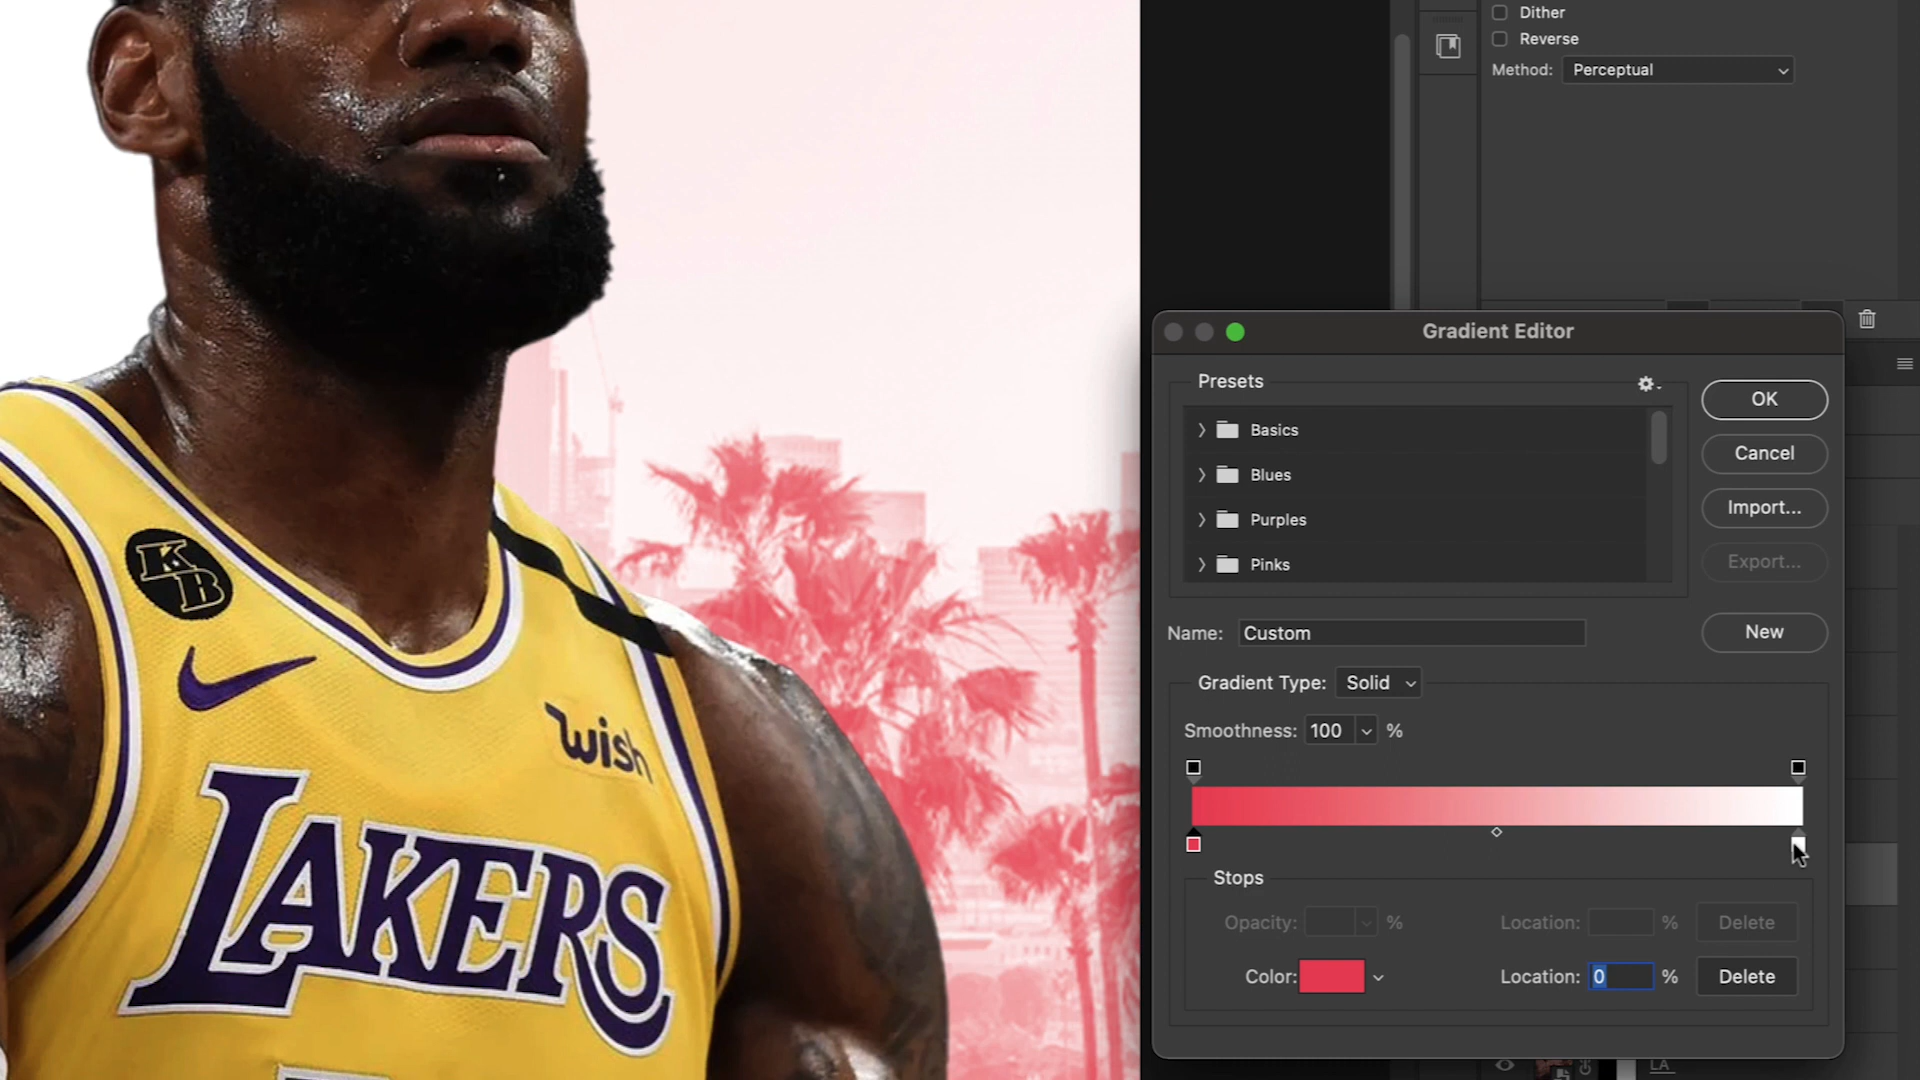 Dither
Reverse
Method: Perceptual
Gradient Editor
Presets
OK
Basics
Cancel
Blues
Import...
Purples
Export...
Pinks
Name: Custom
New
Gradient Type: Solid
Smoothness: 100 %
Stops
Opacity: % Location: % Delete
Color: Location: 0 % Delete
LA
KB
wish
LAKERS